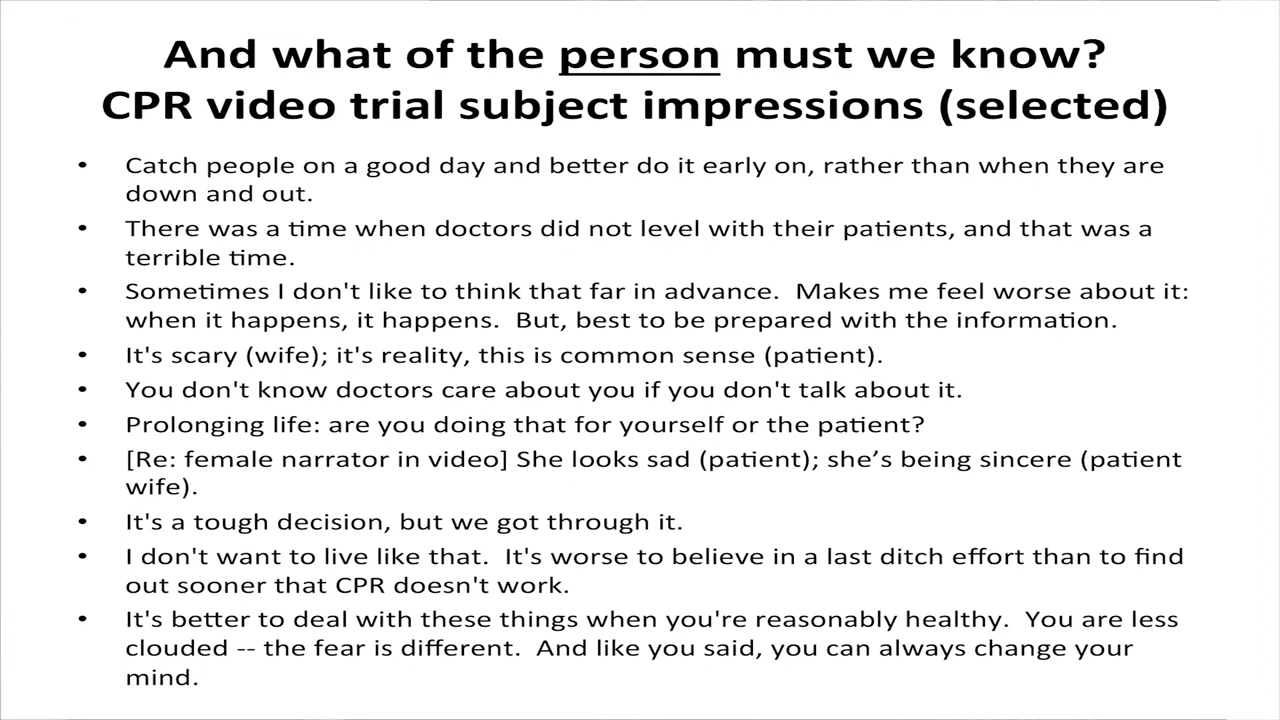 And what of the person must we know?
CPR video trial subject impressions (selected)
• Catch people on a good day and better do it early on, rather than when they are
down and out.
• There was a time when doctors did not level with their patients, and that was a
terrible time.
• Sometimes I don't like to think that far in advance.  Makes me feel worse about it:
when it happens, it happens.  But, best to be prepared with the information.
• It's scary (wife); it's reality, this is common sense (patient).
• You don't know doctors care about you if you don't talk about it.
• Prolonging life: are you doing that for yourself or the patient?
• [Re: female narrator in video] She looks sad (patient); she’s being sincere (patient
wife).
• It's a tough decision, but we got through it.
• I don't want to live like that.  It's worse to believe in a last ditch effort than to find
out sooner that CPR doesn't work.
• It's better to deal with these things when you're reasonably healthy.  You are less
clouded -- the fear is different.  And like you said, you can always change your
mind.